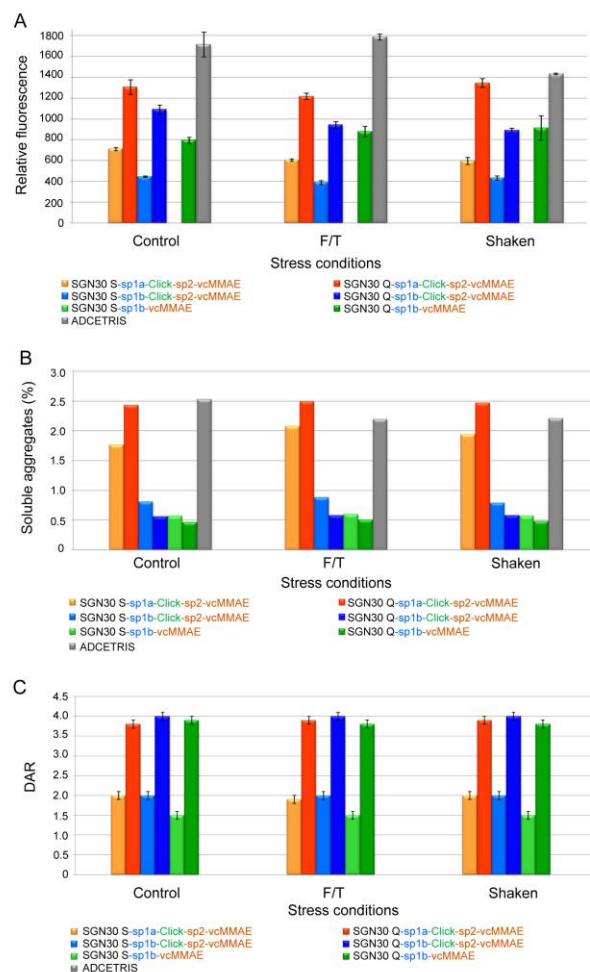 A
Relative fluorescence
1800
1600
1400
1200
1000
800
600
400
200
0
Control F/T Shaken
Stress conditions
SGN30 S-sp1a-Click-sp2-vcMMAE SGN30 Q-sp1a-Click-sp2-vcMMAE
SGN30 S-sp1b-Click-sp2-vcMMAE SGN30 Q-sp1b-Click-sp2-vcMMAE
SGN30 S-sp1b-vcMMAE SGN30 Q-sp1b-vcMMAE
ADCETRIS
B
Soluble aggregates (%)
3.0
2.5
2.0
1.5
1.0
0.5
0
Control F/T Shaken
Stress conditions
SGN30 S-sp1a-Click-sp2-vcMMAE SGN30 Q-sp1a-Click-sp2-vcMMAE
SGN30 S-sp1b-Click-sp2-vcMMAE SGN30 Q-sp1b-Click-sp2-vcMMAE
SGN30 S-sp1b-vcMMAE SGN30 Q-sp1b-vcMMAE
ADCETRIS
C
DAR
4.5
4.0
3.5
3.0
2.5
2.0
1.5
1.0
0.5
0
Control F/T Shaken
Stress conditions
SGN30 S-sp1a-Click-sp2-vcMMAE SGN30 Q-sp1a-Click-sp2-vcMMAE
SGN30 S-sp1b-Click-sp2-vcMMAE SGN30 Q-sp1b-Click-sp2-vcMMAE
SGN30 S-sp1b-vcMMAE SGN30 Q-sp1b-vcMMAE
ADCETRIS